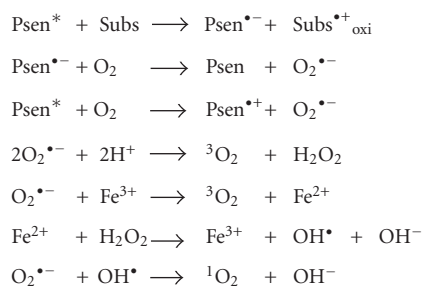 Psen* + Subs ⟶ Psen•− + Subs•+oxi
Psen•− + O₂ ⟶ Psen + O₂•−
Psen* + O₂ ⟶ Psen•+ + O₂•−
2O₂•− + 2H⁺ ⟶ ³O₂ + H₂O₂
O₂•− + Fe³⁺ ⟶ ³O₂ + Fe²⁺
Fe²⁺ + H₂O₂ ⟶ Fe³⁺ + OH• + OH⁻
O₂•− + OH• ⟶ ¹O₂ + OH⁻